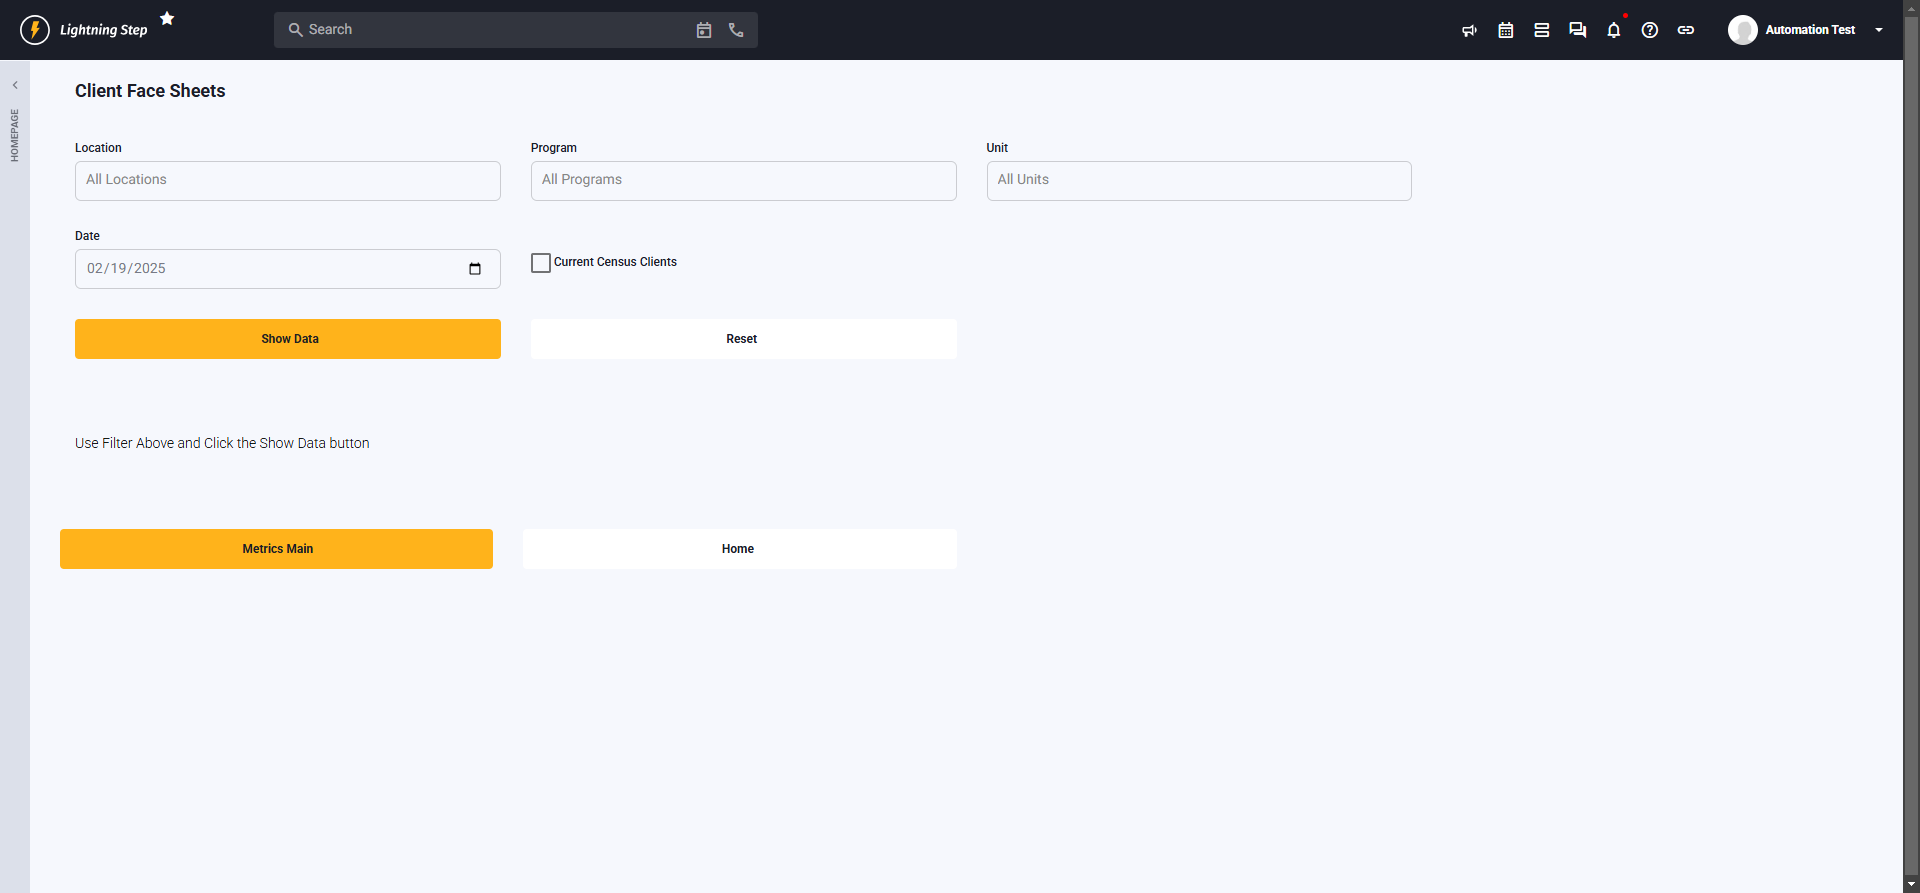 Lightning Step
Search
Automation Test
HOMEPAGE
Client Face Sheets
Location
Program
Unit
All Locations
All Programs
All Units
Date
02/19/2025
Current Census Clients
Show Data
Reset
Use Filter Above and Click the Show Data button
Metrics Main
Home